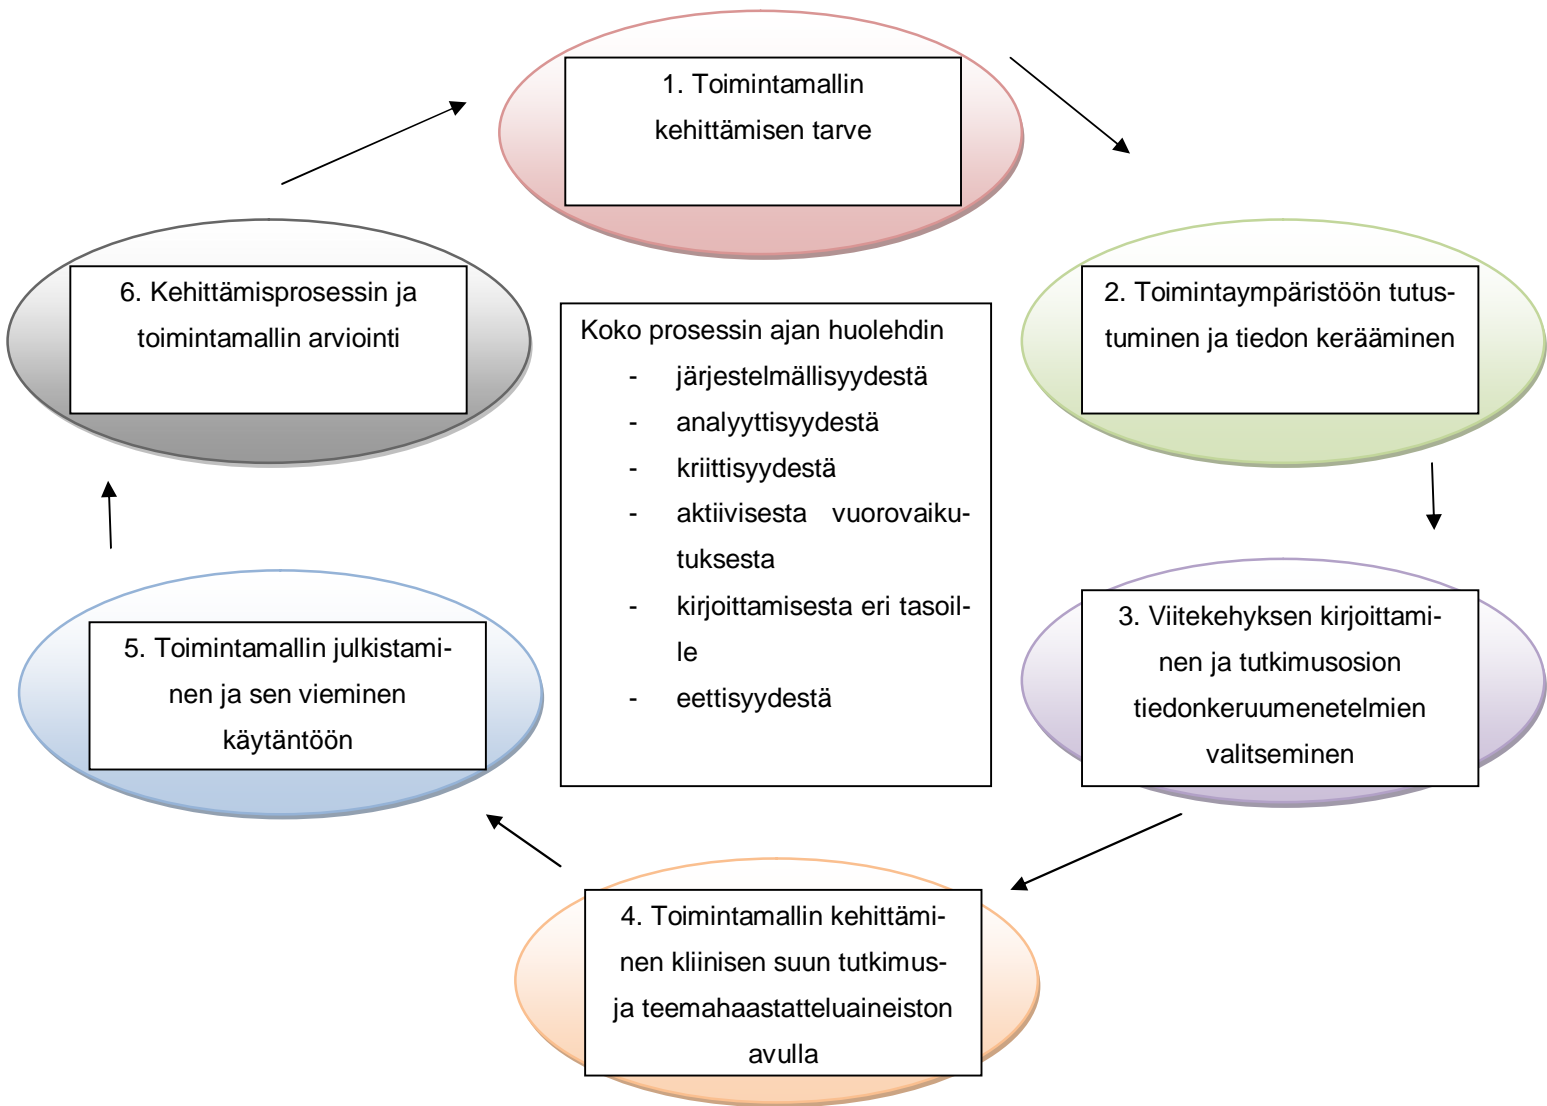 1. Toimintamallin
kehittämisen tarve
2. Toimintaympäristöön tutus-
tuminen ja tiedon kerääminen
3. Viitekehyksen kirjoittami-
nen ja tutkimusosion
tiedonkeruumenetelmien
valitseminen
4. Toimintamallin kehittämi-
nen kliinisen suun tutkimus-
ja teemahaastatteluaineiston
avulla
5. Toimintamallin julkistami-
nen ja sen vieminen
käytäntöön
6. Kehittämisprosessin ja
toimintamallin arviointi
Koko prosessin ajan huolehdin
- järjestelmällisyydestä
- analyyttisyydestä
- kriittisyydestä
- aktiivisesta vuorovaiku-
tuksesta
- kirjoittamisesta eri tasoil-
le
- eettisyydestä